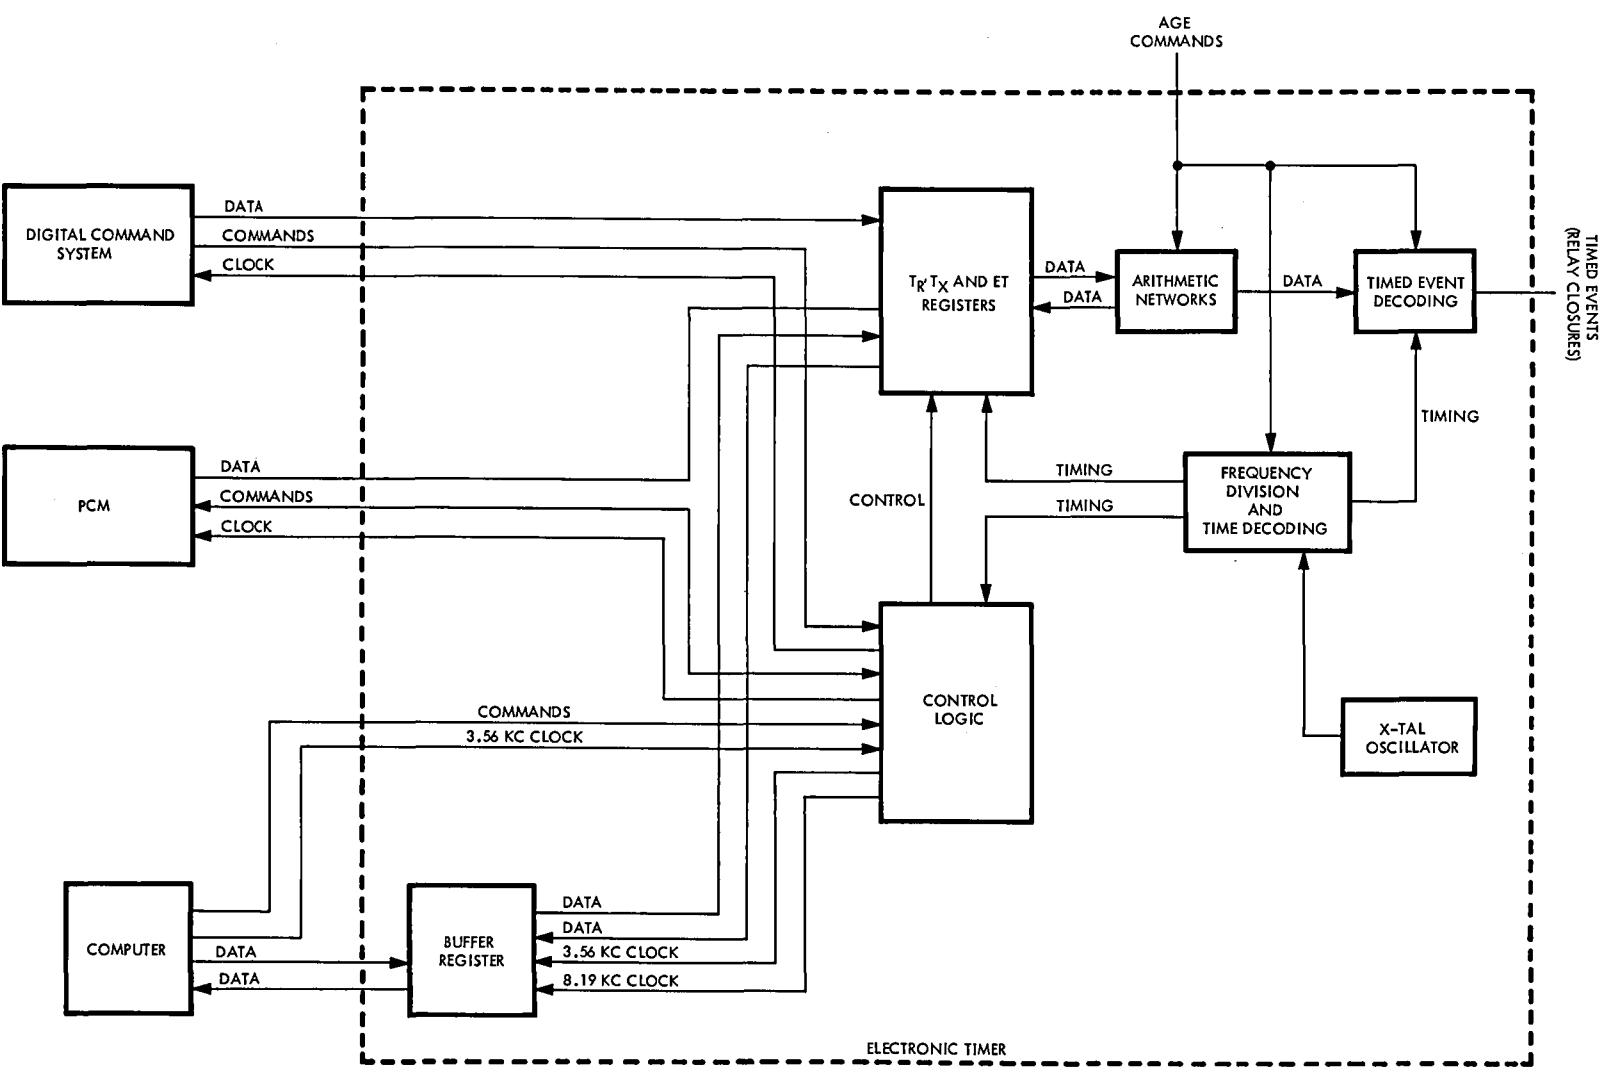 AGE
COMMANDS
DIGITAL COMMAND
SYSTEM
DATA
COMMANDS
CLOCK
TR, TX AND ET
REGISTERS
DATA
DATA
ARITHMETIC
NETWORKS
DATA
TIMED EVENT
DECODING
TIMED EVENTS
(RELAY CLOSURES)
TIMING
PCM
DATA
COMMANDS
CLOCK
CONTROL
TIMING
TIMING
FREQUENCY
DIVISION
AND
TIME DECODING
CONTROL
LOGIC
X-TAL
OSCILLATOR
COMMANDS
3.56 KC CLOCK
COMPUTER
DATA
DATA
BUFFER
REGISTER
DATA
DATA
3.56 KC CLOCK
8.19 KC CLOCK
ELECTRONIC TIMER